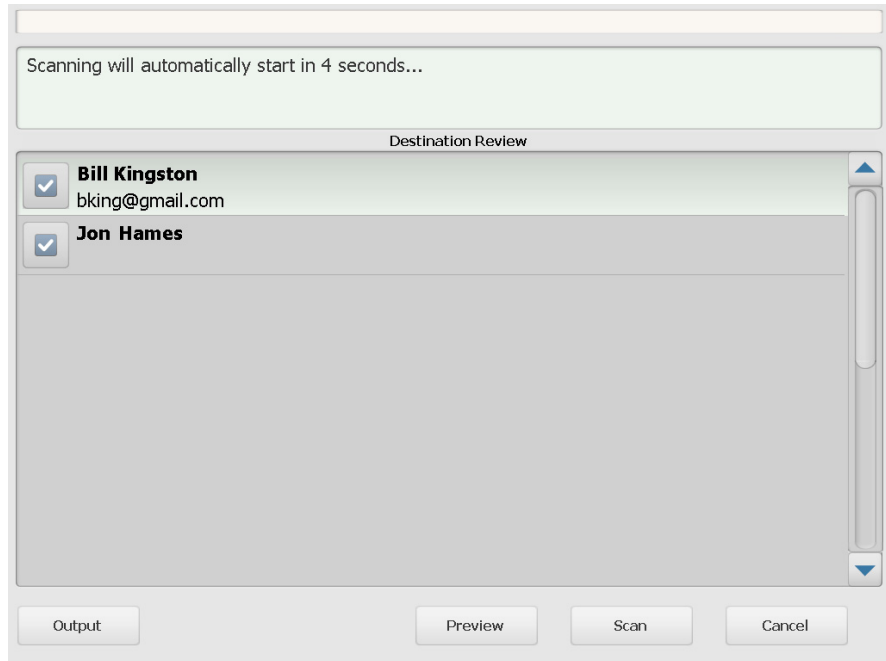 Scanning will automatically start in 4 seconds...
Destination Review
Bill Kingston
bking@gmail.com
Jon Hames
Output
Preview
Scan
Cancel